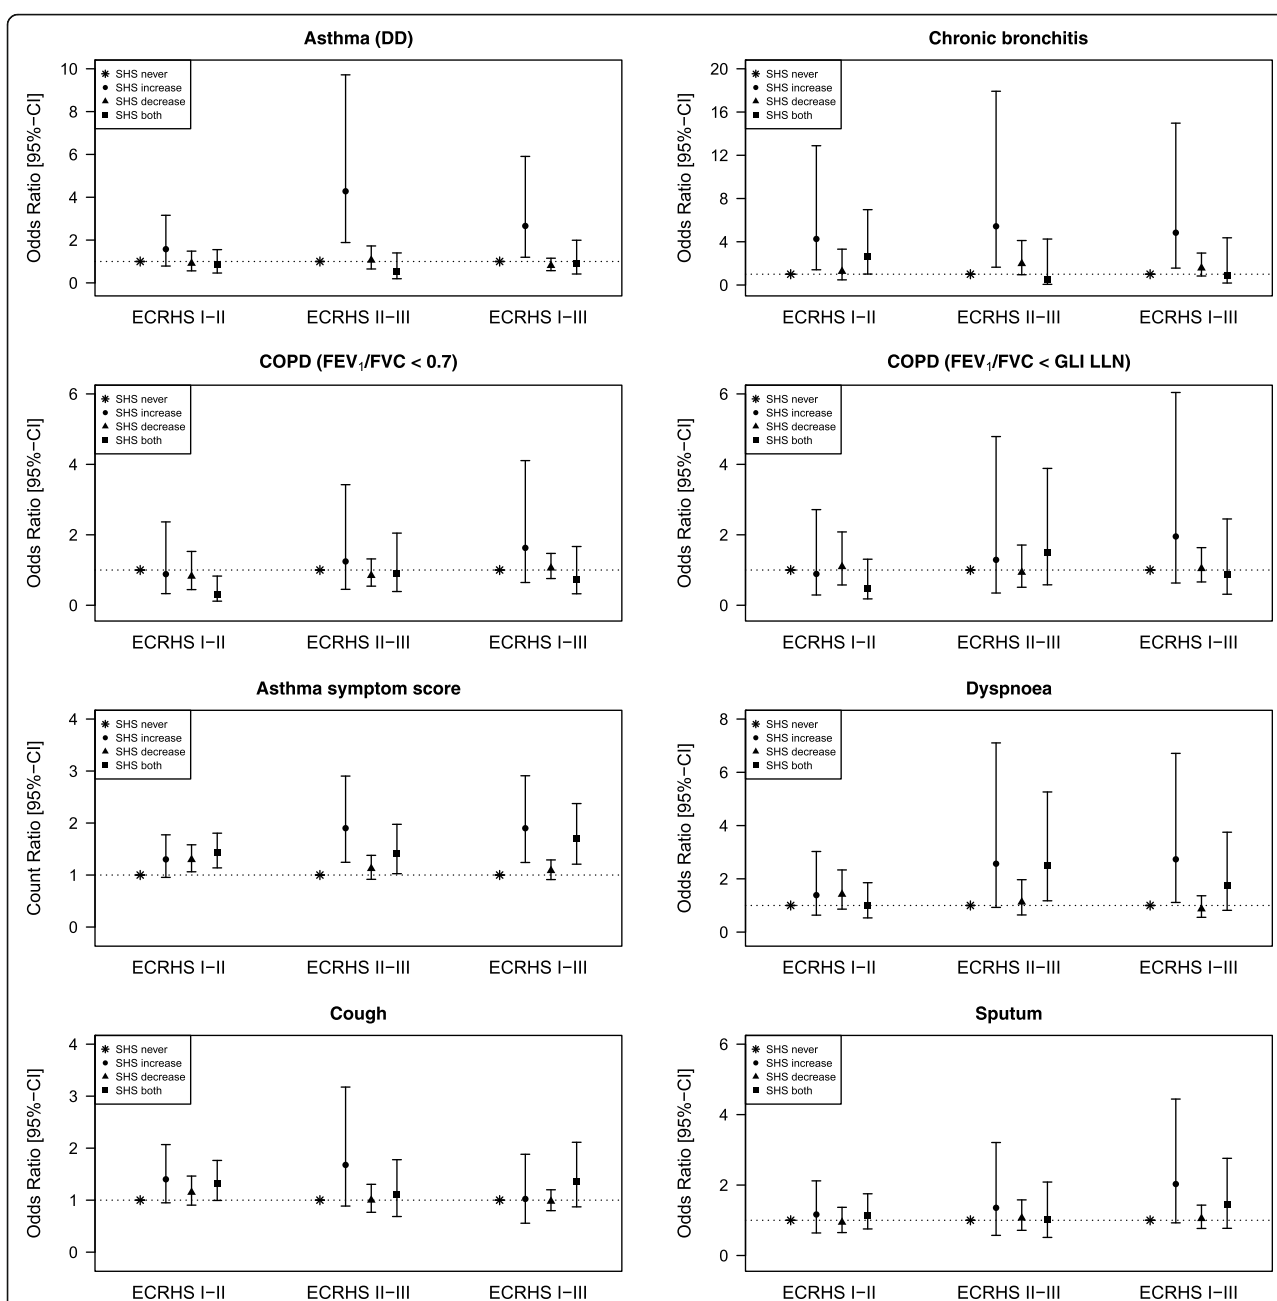 Asthma (DD)
Odds Ratio [95%−CI]
10
8
6
4
2
0
SHS never
SHS increase
SHS decrease
SHS both
ECRHS I−II
ECRHS II−III
ECRHS I−III
Chronic bronchitis
Odds Ratio [95%−CI]
20
16
12
8
4
0
SHS never
SHS increase
SHS decrease
SHS both
ECRHS I−II
ECRHS II−III
ECRHS I−III
COPD (FEV₁/FVC < 0.7)
Odds Ratio [95%−CI]
6
4
2
0
SHS never
SHS increase
SHS decrease
SHS both
ECRHS I−II
ECRHS II−III
ECRHS I−III
COPD (FEV₁/FVC < GLI LLN)
Odds Ratio [95%−CI]
6
4
2
0
SHS never
SHS increase
SHS decrease
SHS both
ECRHS I−II
ECRHS II−III
ECRHS I−III
Asthma symptom score
Count Ratio [95%−CI]
4
3
2
1
0
SHS never
SHS increase
SHS decrease
SHS both
ECRHS I−II
ECRHS II−III
ECRHS I−III
Dyspnoea
Odds Ratio [95%−CI]
8
6
4
2
0
SHS never
SHS increase
SHS decrease
SHS both
ECRHS I−II
ECRHS II−III
ECRHS I−III
Cough
Odds Ratio [95%−CI]
4
3
2
1
0
SHS never
SHS increase
SHS decrease
SHS both
ECRHS I−II
ECRHS II−III
ECRHS I−III
Sputum
Odds Ratio [95%−CI]
6
4
2
0
SHS never
SHS increase
SHS decrease
SHS both
ECRHS I−II
ECRHS II−III
ECRHS I−III